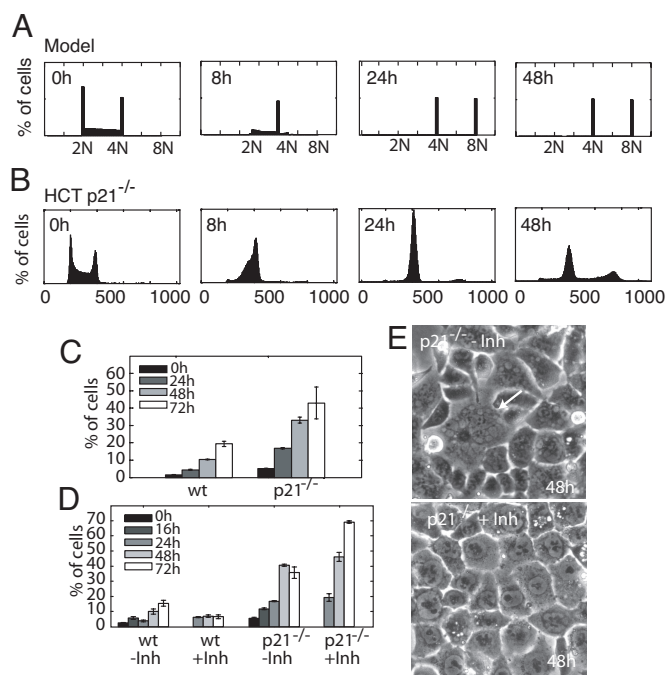 A
Model
% of cells
0h
2N 4N 8N
8h
2N 4N 8N
24h
2N 4N 8N
48h
2N 4N 8N
B
HCT p21-/-
% of cells
0h
0 500 1000
8h
0 500 1000
24h
0 500 1000
48h
0 500 1000
C
% of cells
60
50
40
30
20
10
0
0h
24h
48h
72h
wt p21-/-
D
% of cells
70
60
50
40
30
20
10
0
0h
16h
24h
48h
72h
wt wt p21-/- p21-/-
-Inh +Inh -Inh +Inh
E
p21-/- - Inh
48h
p21-/- + Inh
48h